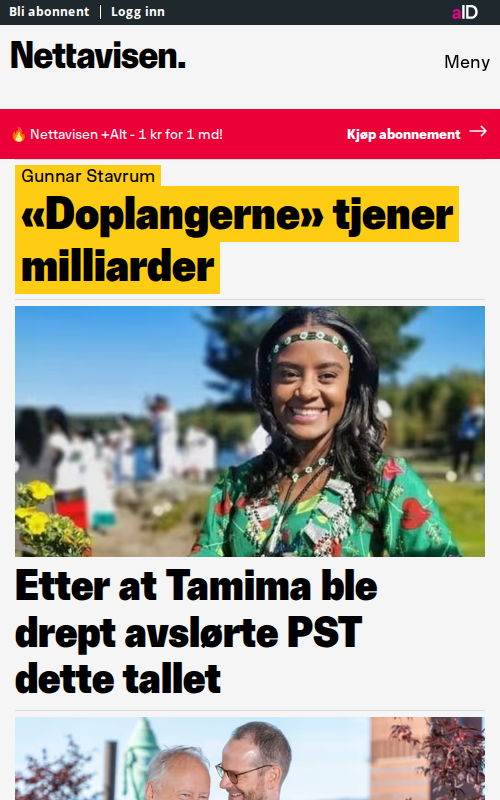 Bli abonnent | Logg inn
aID
Nettavisen.
Meny
🔥 Nettavisen +Alt - 1 kr for 1 md!
Kjøp abonnement →
Gunnar Stavrum
«Doplangerne» tjener
milliarder
Etter at Tamima ble
drept avslørte PST
dette tallet